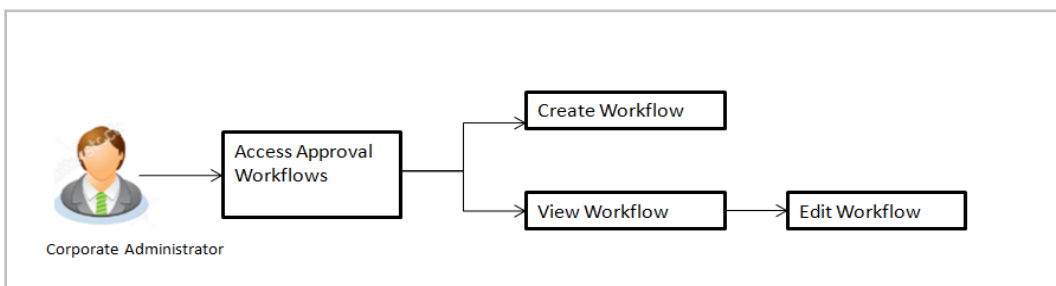 Create Workflow
Access Approval
Workflows
View Workflow
Edit Workflow
Corporate Administrator